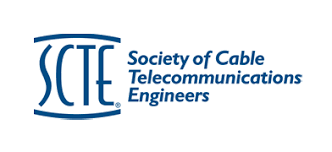 SCTE®
Society of Cable
Telecommunications
Engineers